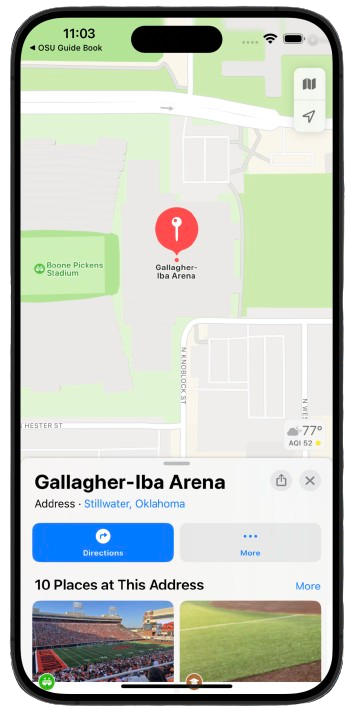 11:03
◀ OSU Guide Book
Boone Pickens
Stadium
Gallagher-
Iba Arena
N KNOBLOCK ST
HESTER ST
N WE
77°
AQI 52
Gallagher-Iba Arena
Address · Stillwater, Oklahoma
Directions
More
10 Places at This Address
More